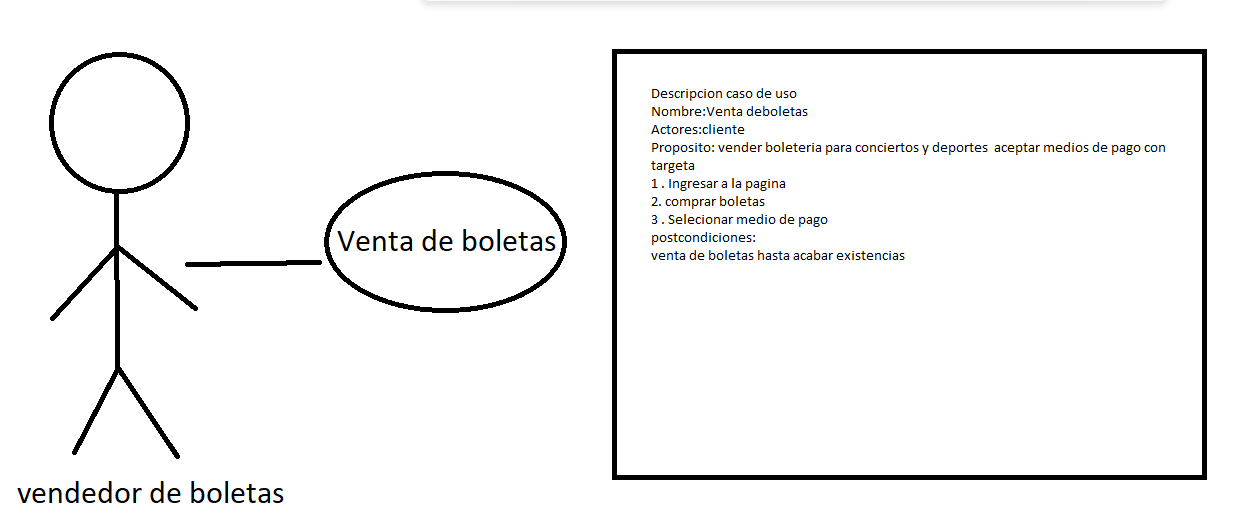 Venta de boletas
vendedor de boletas
Descripcion caso de uso
Nombre:Venta deboletas
Actores:cliente
Proposito: vender boleteria para conciertos y deportes  aceptar medios de pago con
targeta
1 . Ingresar a la pagina
2. comprar boletas
3 . Selecionar medio de pago
postcondiciones:
venta de boletas hasta acabar existencias